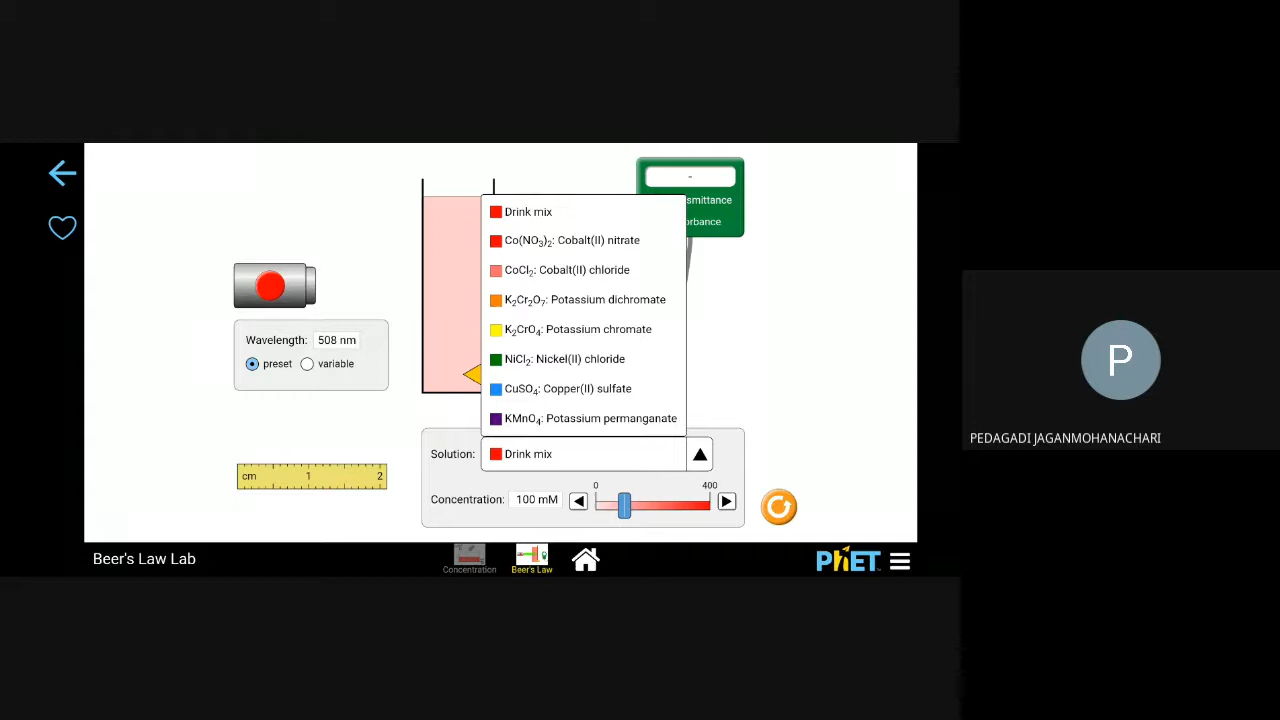 -
smittance
orbance
Drink mix
Co(NO3)2: Cobalt(II) nitrate
CoCl2: Cobalt(II) chloride
K2Cr2O7: Potassium dichromate
K2CrO4: Potassium chromate
NiCl2: Nickel(II) chloride
CuSO4: Copper(II) sulfate
KMnO4: Potassium permanganate
Wavelength: 508 nm
preset variable
cm 1 2
Solution: Drink mix
0 400
Concentration: 100 mM
Beer's Law Lab
Concentration
Beer's Law
PhET
P
PEDAGADI JAGANMOHANACHARI